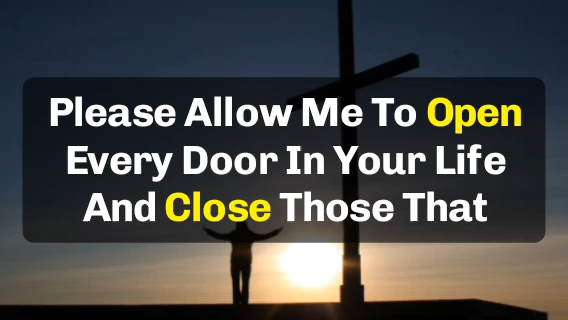 Please Allow Me To Open
Every Door In Your Life
And Close Those That